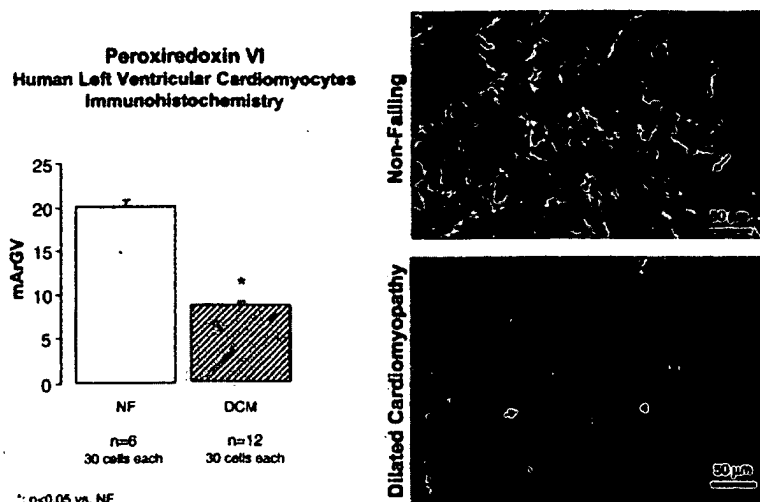 Peroxiredoxin VI
Human Left Ventricular Cardiomyocytes
Immunohistochemistry
mArGV
25
20
15
10
5
0
*
NF
DCM
n=6
30 cells each
n=12
30 cells each
*: p<0.05 vs. NF
Non-Failing
50 µm
Dilated Cardiomyopathy
50 µm